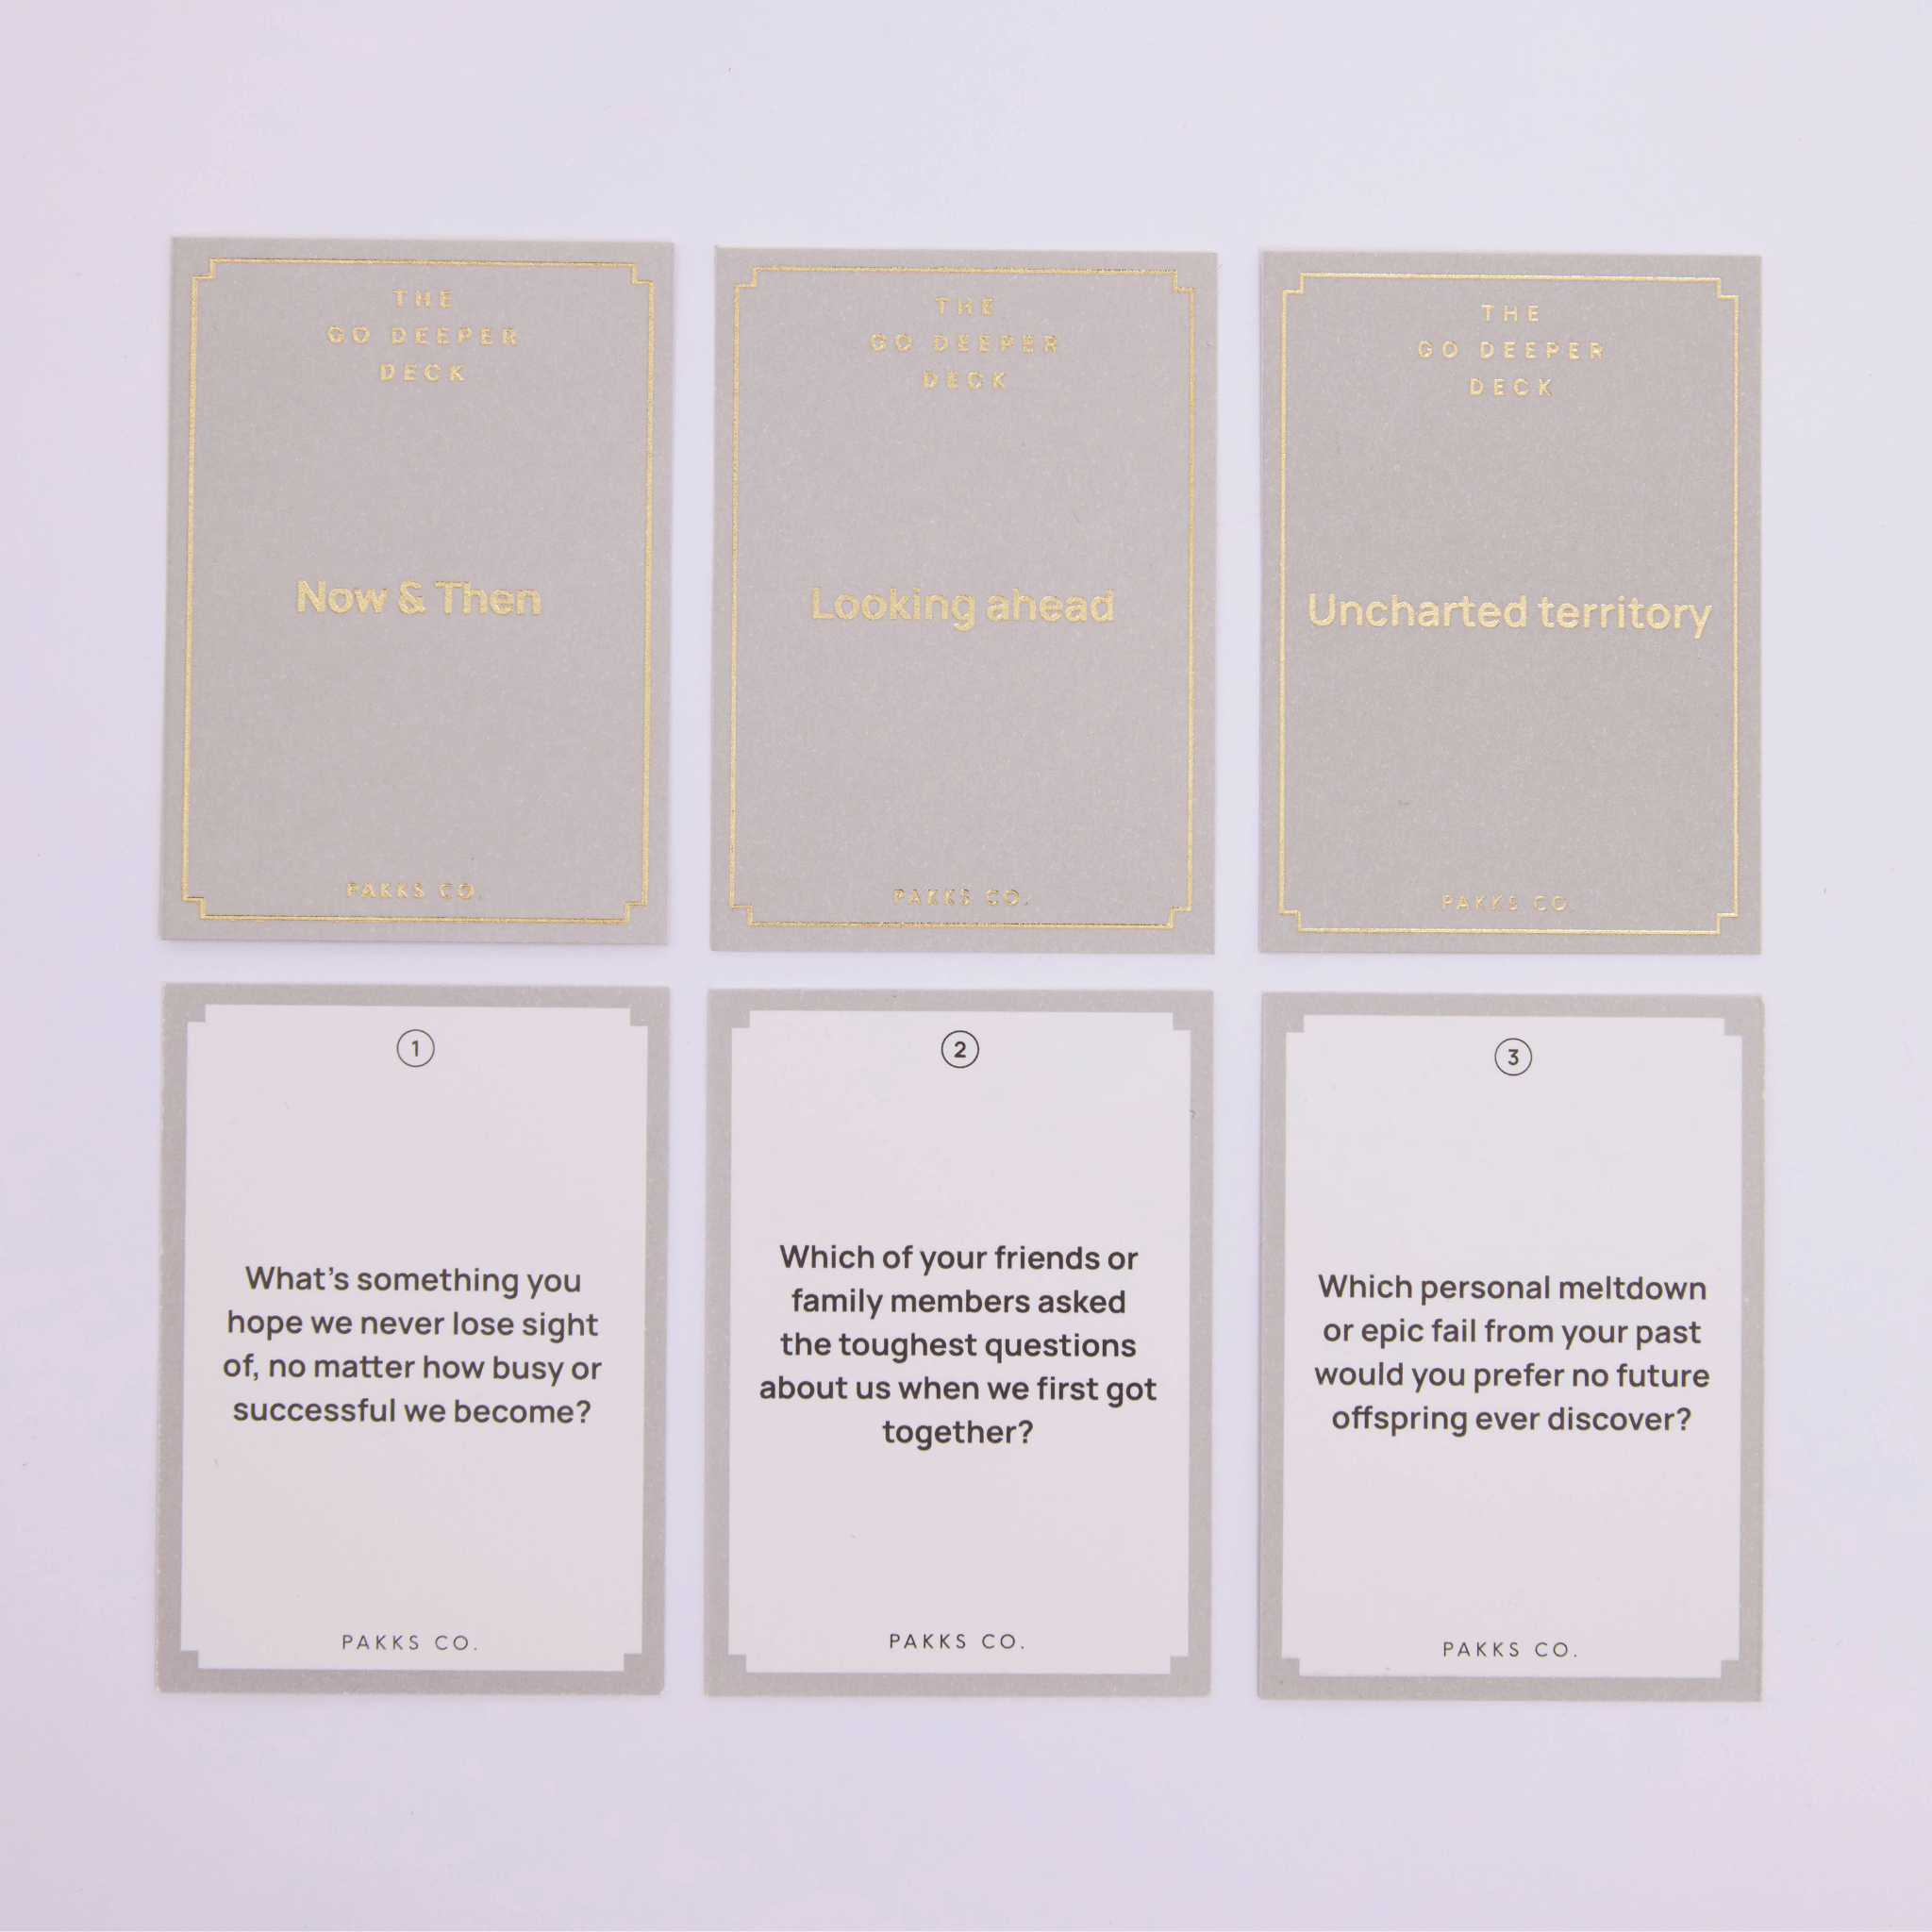 THE
GO DEEPER
DECK
Now & Then
PAKKS CO.
THE
GO DEEPER
DECK
Looking ahead
PAKKS CO.
THE
GO DEEPER
DECK
Uncharted territory
PAKKS CO.
1
What's something you
hope we never lose sight
of, no matter how busy or
successful we become?
PAKKS CO.
2
Which of your friends or
family members asked
the toughest questions
about us when we first got
together?
PAKKS CO.
3
Which personal meltdown
or epic fail from your past
would you prefer no future
offspring ever discover?
PAKKS CO.